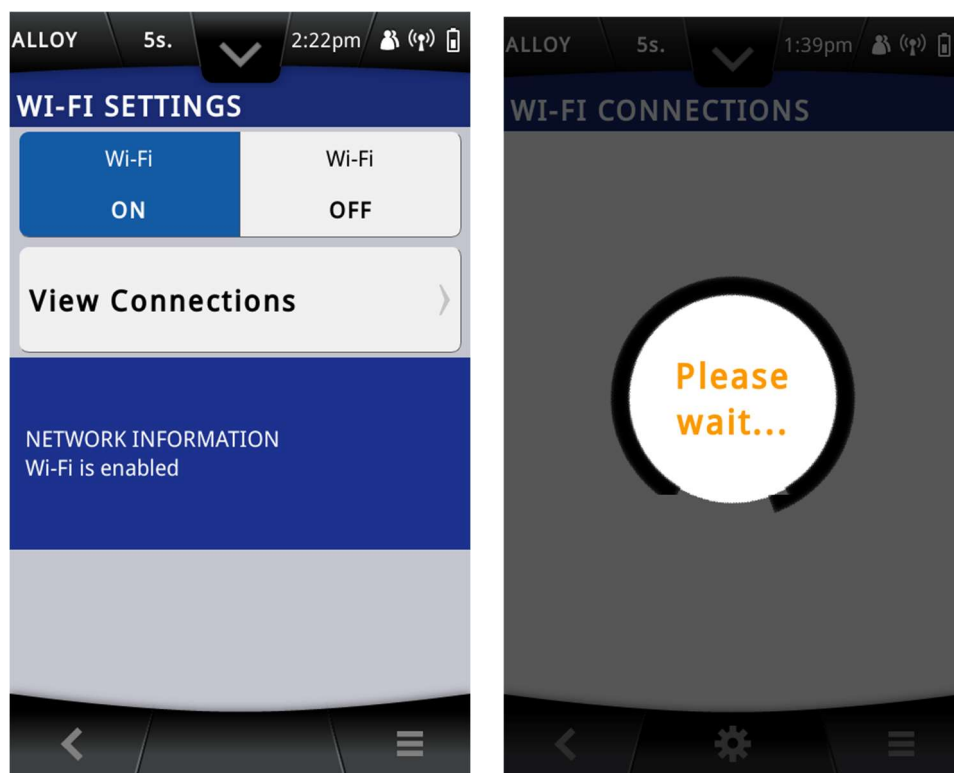 ALLOY 5s. 2:22pm
WI-FI SETTINGS
Wi-Fi Wi-Fi
ON OFF
View Connections
NETWORK INFORMATION
Wi-Fi is enabled
ALLOY 5s. 1:39pm
WI-FI CONNECTIONS
Please
wait...